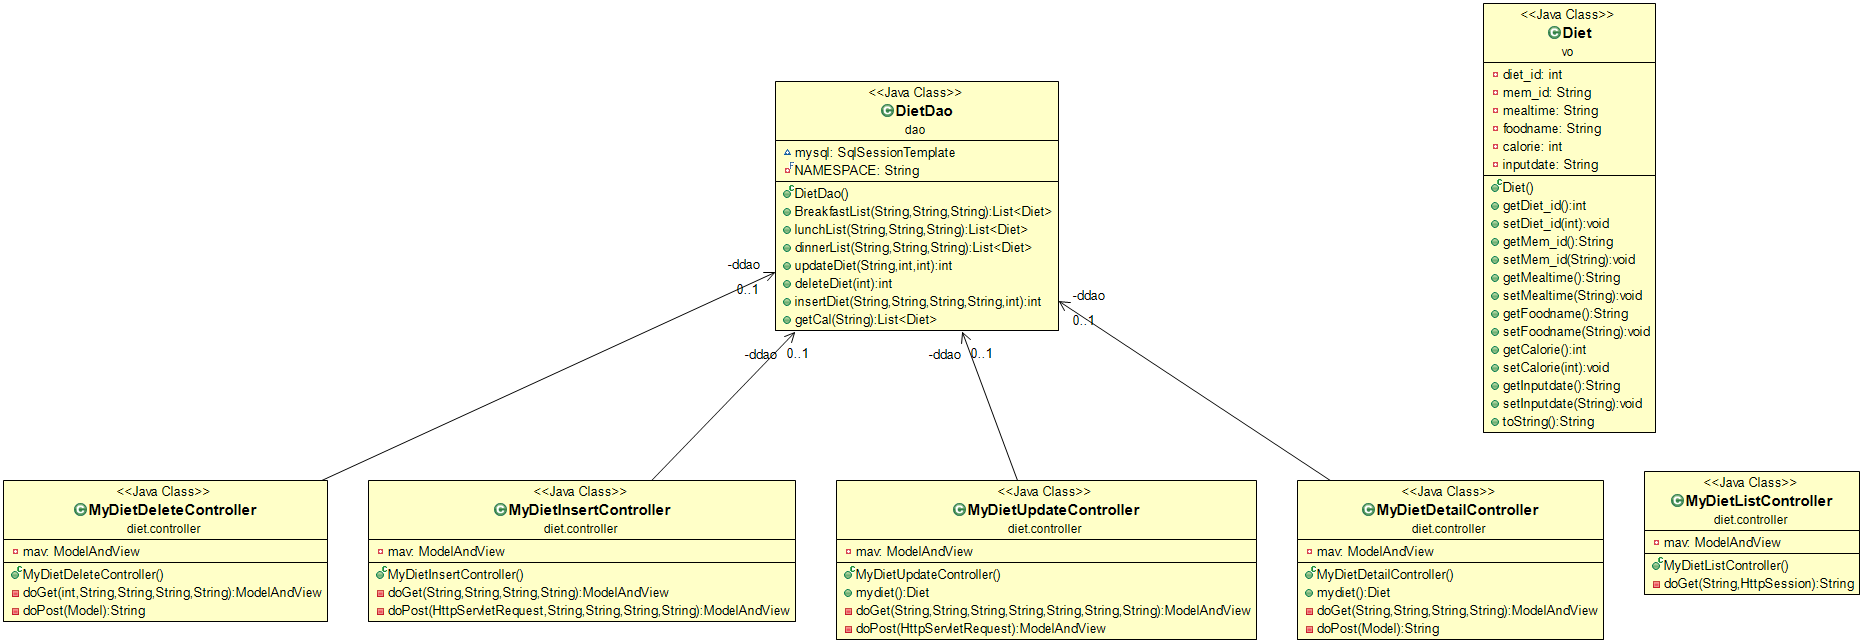 <<Java Class>>
Diet
vo
diet_id: int
mem_id: String
mealtime: String
foodname: String
calorie: int
inputdate: String
Diet()
getDiet_id():int
setDiet_id(int):void
getMem_id():String
setMem_id(String):void
getMealtime():String
setMealtime(String):void
getFoodname():String
setFoodname(String):void
getCalorie():int
setCalorie(int):void
getInputdate():String
setInputdate(String):void
toString():String
<<Java Class>>
DietDao
dao
mysql: SqlSessionTemplate
NAMESPACE: String
DietDao()
BreakfastList(String,String,String):List<Diet>
lunchList(String,String,String):List<Diet>
dinnerList(String,String,String):List<Diet>
updateDiet(String,int,int):int
deleteDiet(int):int
insertDiet(String,String,String,String,int):int
getCal(String):List<Diet>
-ddao
0..1
-ddao
0..1
-ddao
0..1
-ddao
0..1
<<Java Class>>
MyDietDeleteController
diet.controller
mav: ModelAndView
MyDietDeleteController()
doGet(int,String,String,String,String):ModelAndView
doPost(Model):String
<<Java Class>>
MyDietInsertController
diet.controller
mav: ModelAndView
MyDietInsertController()
doGet(String,String,String,String):ModelAndView
doPost(HttpServletRequest,String,String,String,String):ModelAndView
<<Java Class>>
MyDietUpdateController
diet.controller
mav: ModelAndView
MyDietUpdateController()
mydiet():Diet
doGet(String,String,String,String,String,String,String):ModelAndView
doPost(HttpServletRequest):ModelAndView
<<Java Class>>
MyDietDetailController
diet.controller
mav: ModelAndView
MyDietDetailController()
mydiet():Diet
doGet(String,String,String,String):ModelAndView
doPost(Model):String
<<Java Class>>
MyDietListController
diet.controller
mav: ModelAndView
MyDietListController()
doGet(String,HttpSession):String